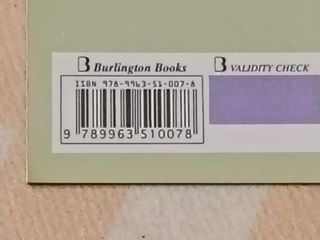 Burlington Books
VALIDITY CHECK
ISBN 978-9963-51-007-8
9 789963 510078